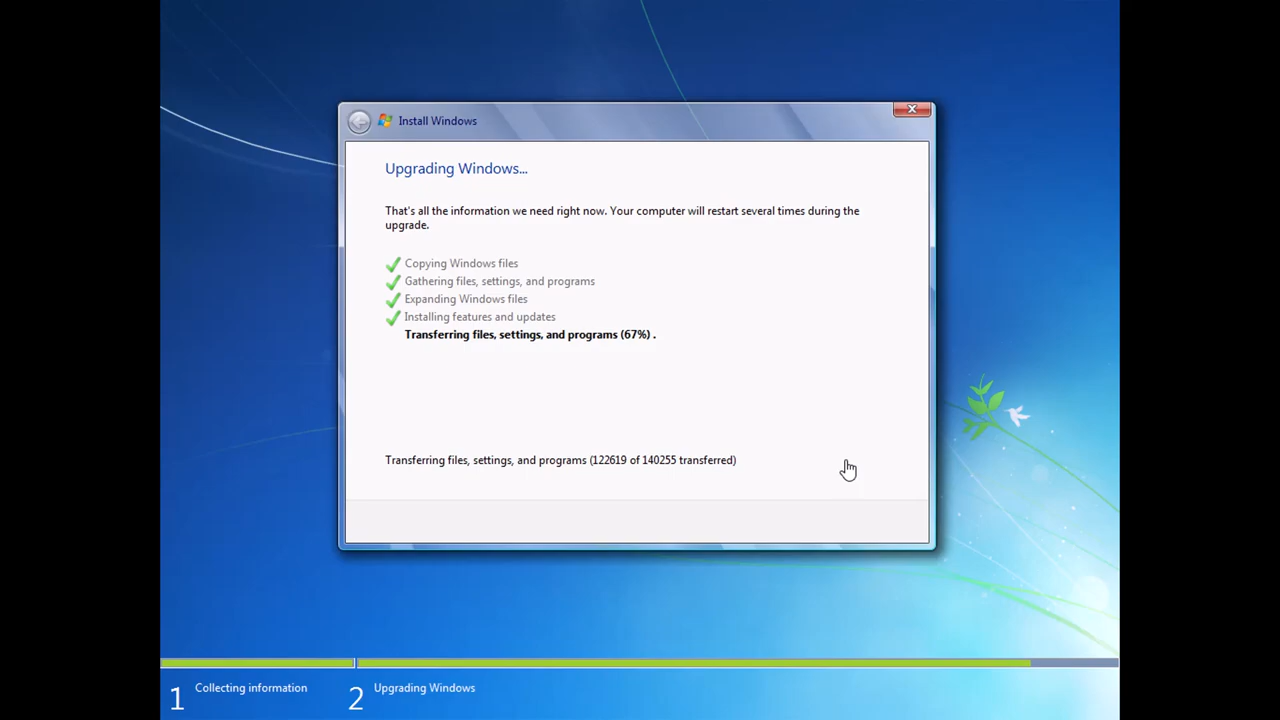 Install Windows
Upgrading Windows...
That's all the information we need right now. Your computer will restart several times during the
upgrade.
Copying Windows files
Gathering files, settings, and programs
Expanding Windows files
Installing features and updates
Transferring files, settings, and programs (67%) .
Transferring files, settings, and programs (122619 of 140255 transferred)
1 Collecting information 2 Upgrading Windows